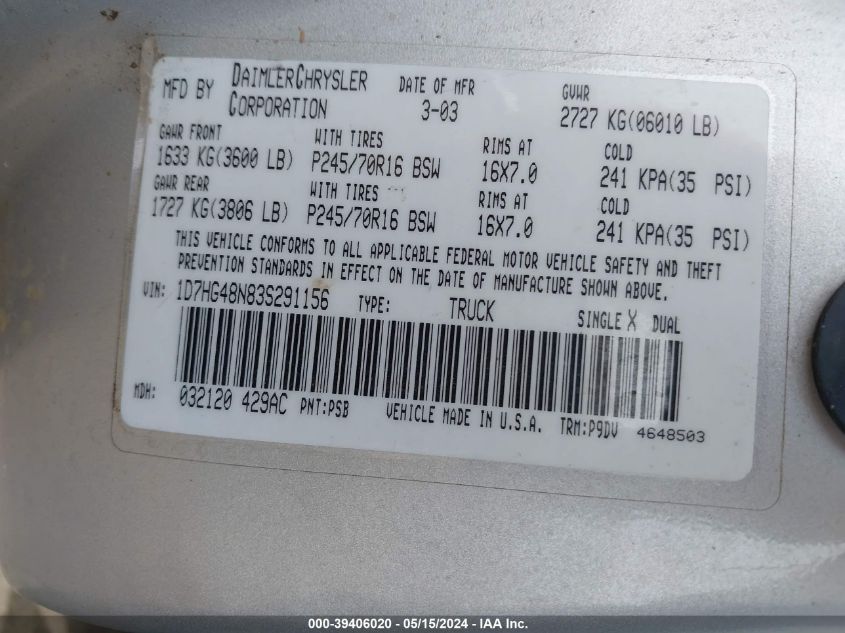 MFD BY DAIMLERCHRYSLER CORPORATION DATE OF MFR 3-03 GVWR 2727 KG(06010 LB)
GAWR FRONT WITH TIRES RIMS AT COLD
1633 KG(3600 LB) P245/70R16 BSW 16X7.0 241 KPA(35 PSI)
GAWR REAR WITH TIRES RIMS AT COLD
1727 KG(3806 LB) P245/70R16 BSW 16X7.0 241 KPA(35 PSI)
THIS VEHICLE CONFORMS TO ALL APPLICABLE FEDERAL MOTOR VEHICLE SAFETY AND THEFT
PREVENTION STANDARDS IN EFFECT ON THE DATE OF MANUFACTURE SHOWN ABOVE.
VIN: 1D7HG48N83S291156 TYPE: TRUCK SINGLE X DUAL
MDH: 032120 429AC PNT:PSB VEHICLE MADE IN U.S.A. TRM:P9DV 4648503
000-39406020 - 05/15/2024 - IAA Inc.